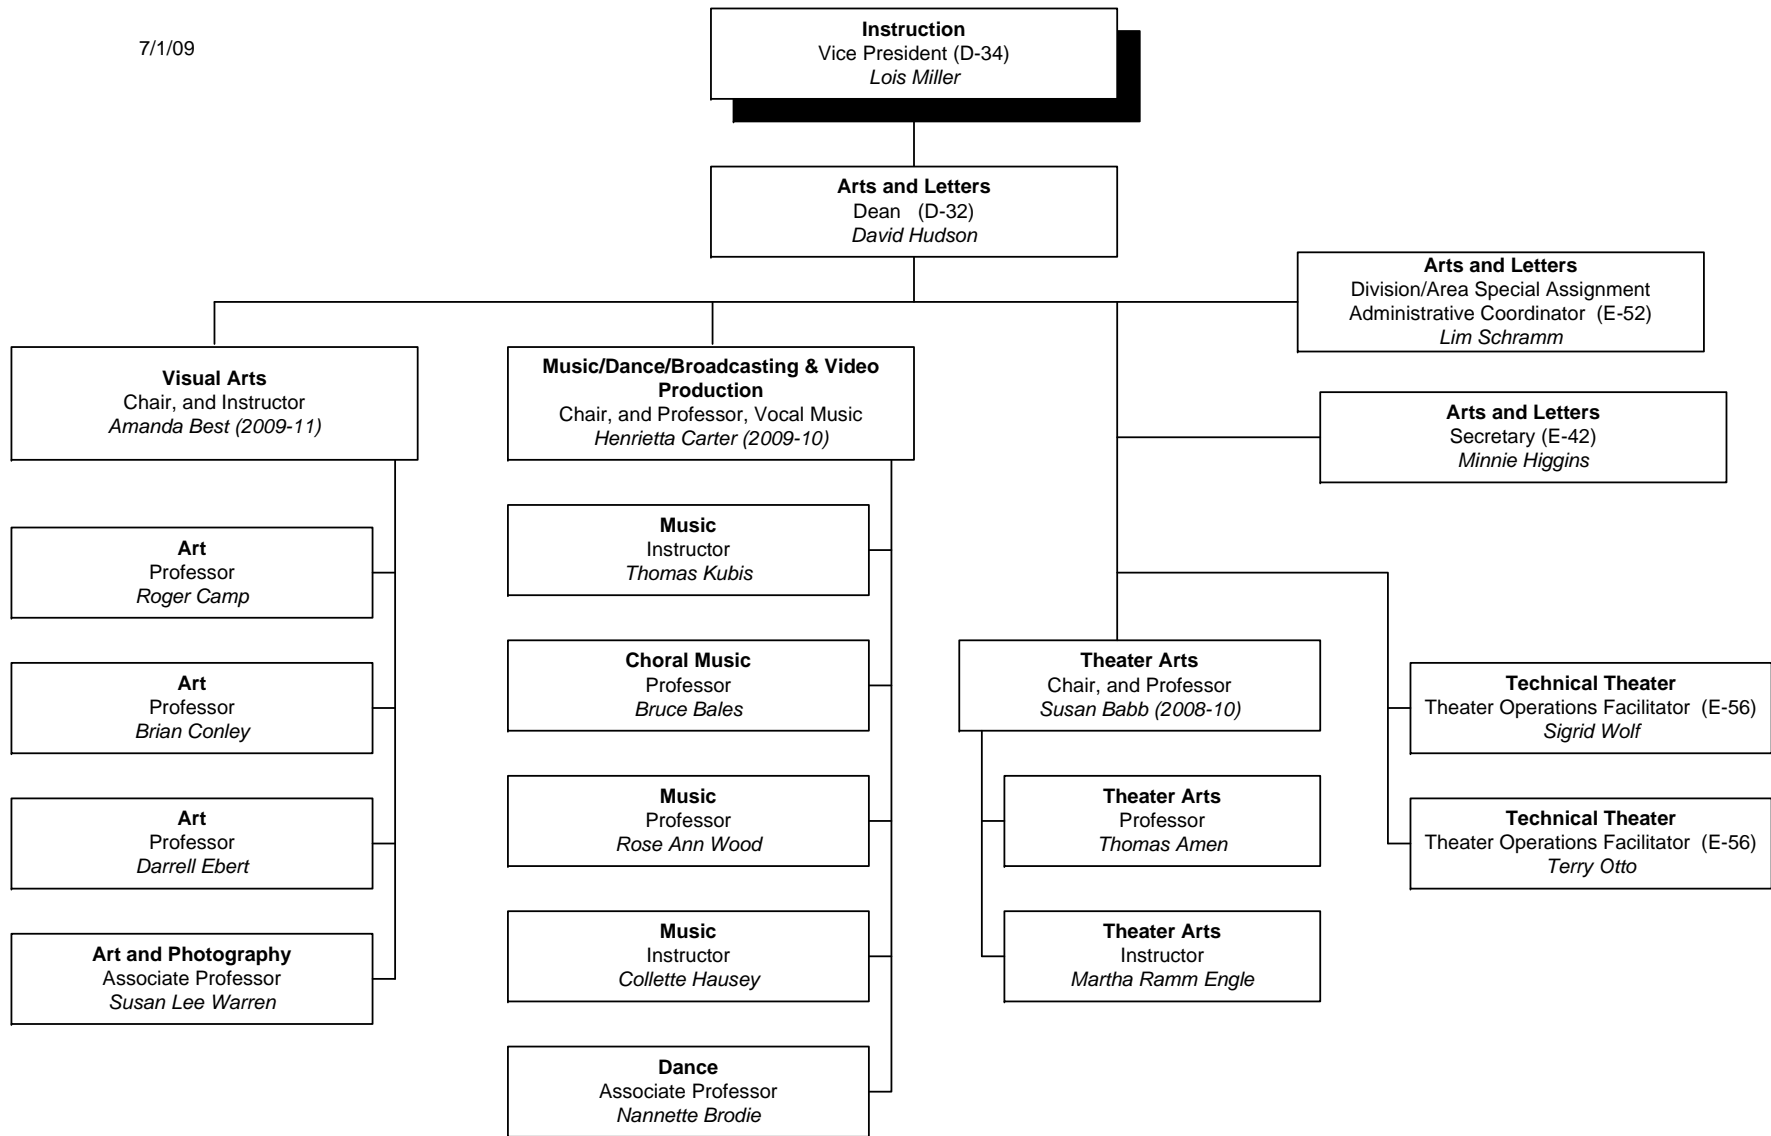 7/1/09
Instruction
Vice President (D-34)
Lois Miller
Arts and Letters
Dean (D-32)
David Hudson
Arts and Letters
Division/Area Special Assignment
Administrative Coordinator (E-52)
Lim Schramm
Arts and Letters
Secretary (E-42)
Minnie Higgins
Visual Arts
Chair, and Instructor
Amanda Best (2009-11)
Art
Professor
Roger Camp
Art
Professor
Brian Conley
Art
Professor
Darrell Ebert
Art and Photography
Associate Professor
Susan Lee Warren
Music/Dance/Broadcasting & Video
Production
Chair, and Professor, Vocal Music
Henrietta Carter (2009-10)
Music
Instructor
Thomas Kubis
Choral Music
Professor
Bruce Bales
Music
Professor
Rose Ann Wood
Music
Instructor
Collette Hausey
Dance
Associate Professor
Nannette Brodie
Theater Arts
Chair, and Professor
Susan Babb (2008-10)
Theater Arts
Professor
Thomas Amen
Theater Arts
Instructor
Martha Ramm Engle
Technical Theater
Theater Operations Facilitator (E-56)
Sigrid Wolf
Technical Theater
Theater Operations Facilitator (E-56)
Terry Otto